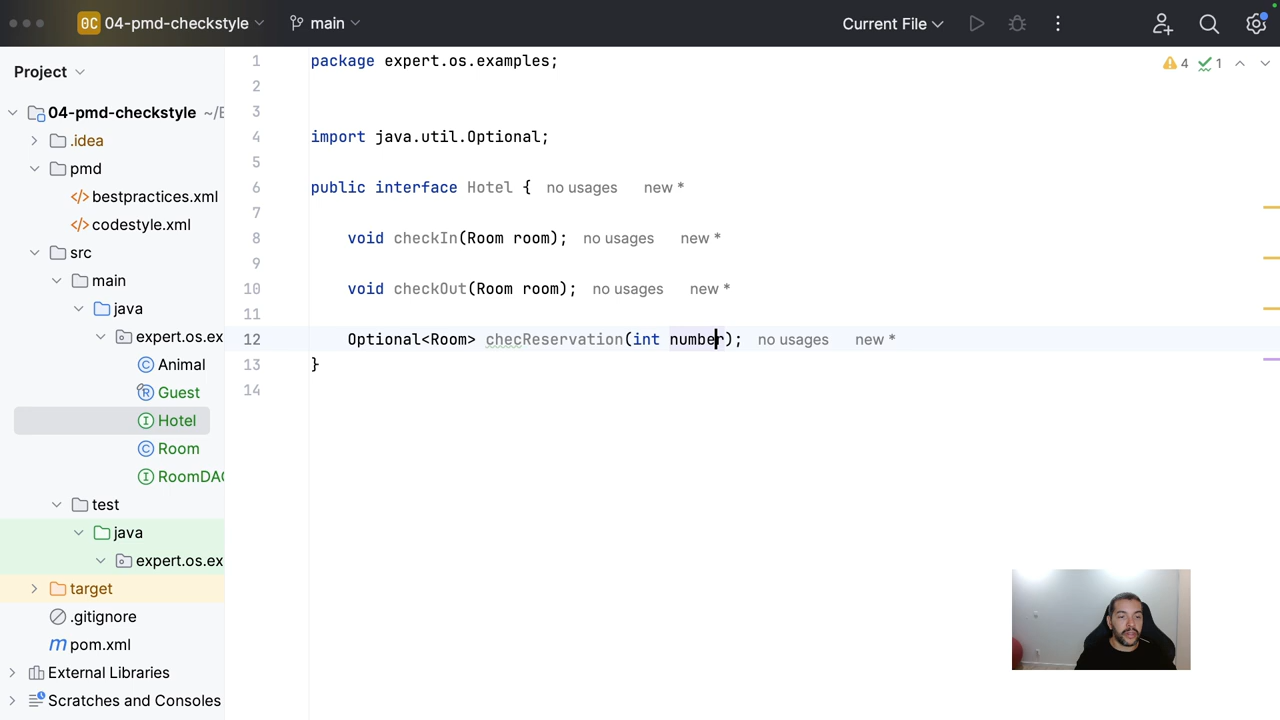 OC 04-pmd-checkstyle main Current File
Project
04-pmd-checkstyle ~/E
.idea
pmd
bestpractices.xml
codestyle.xml
src
main
java
expert.os.ex
Animal
Guest
Hotel
Room
RoomDAO
test
java
expert.os.ex
target
.gitignore
pom.xml
External Libraries
Scratches and Consoles
4 1
1 package expert.os.examples;
2
3
4 import java.util.Optional;
5
6 public interface Hotel { no usages new *
7
8 void checkIn(Room room); no usages new *
9
10 void checkOut(Room room); no usages new *
11
12 Optional<Room> checReservation(int number); no usages new *
13 }
14